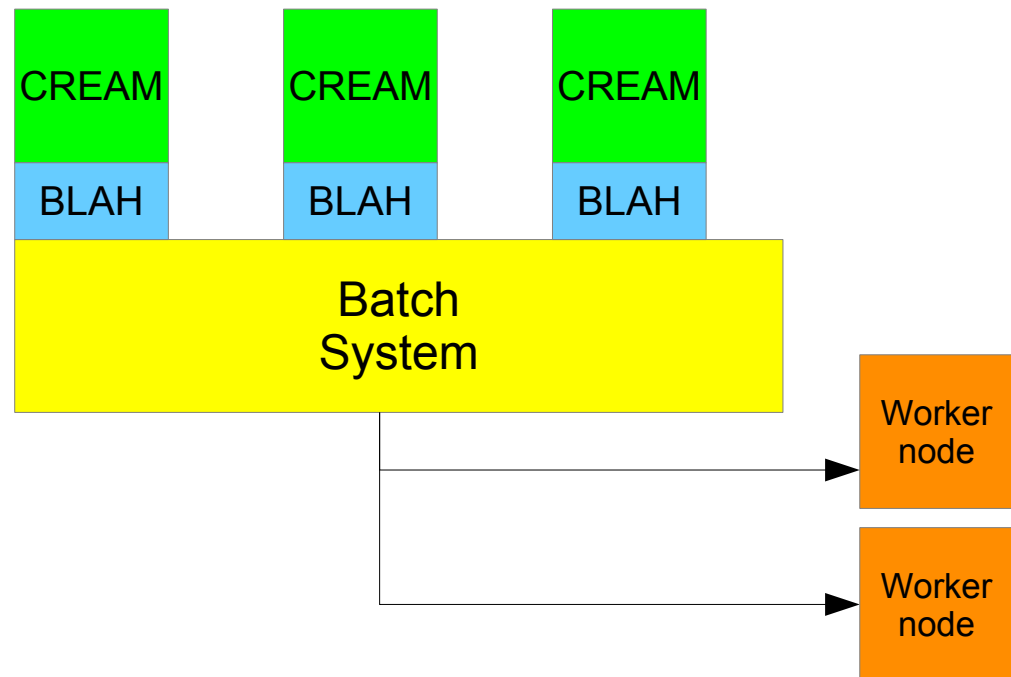 CREAM CREAM CREAM
BLAH BLAH BLAH
Batch
System
Worker
node
Worker
node